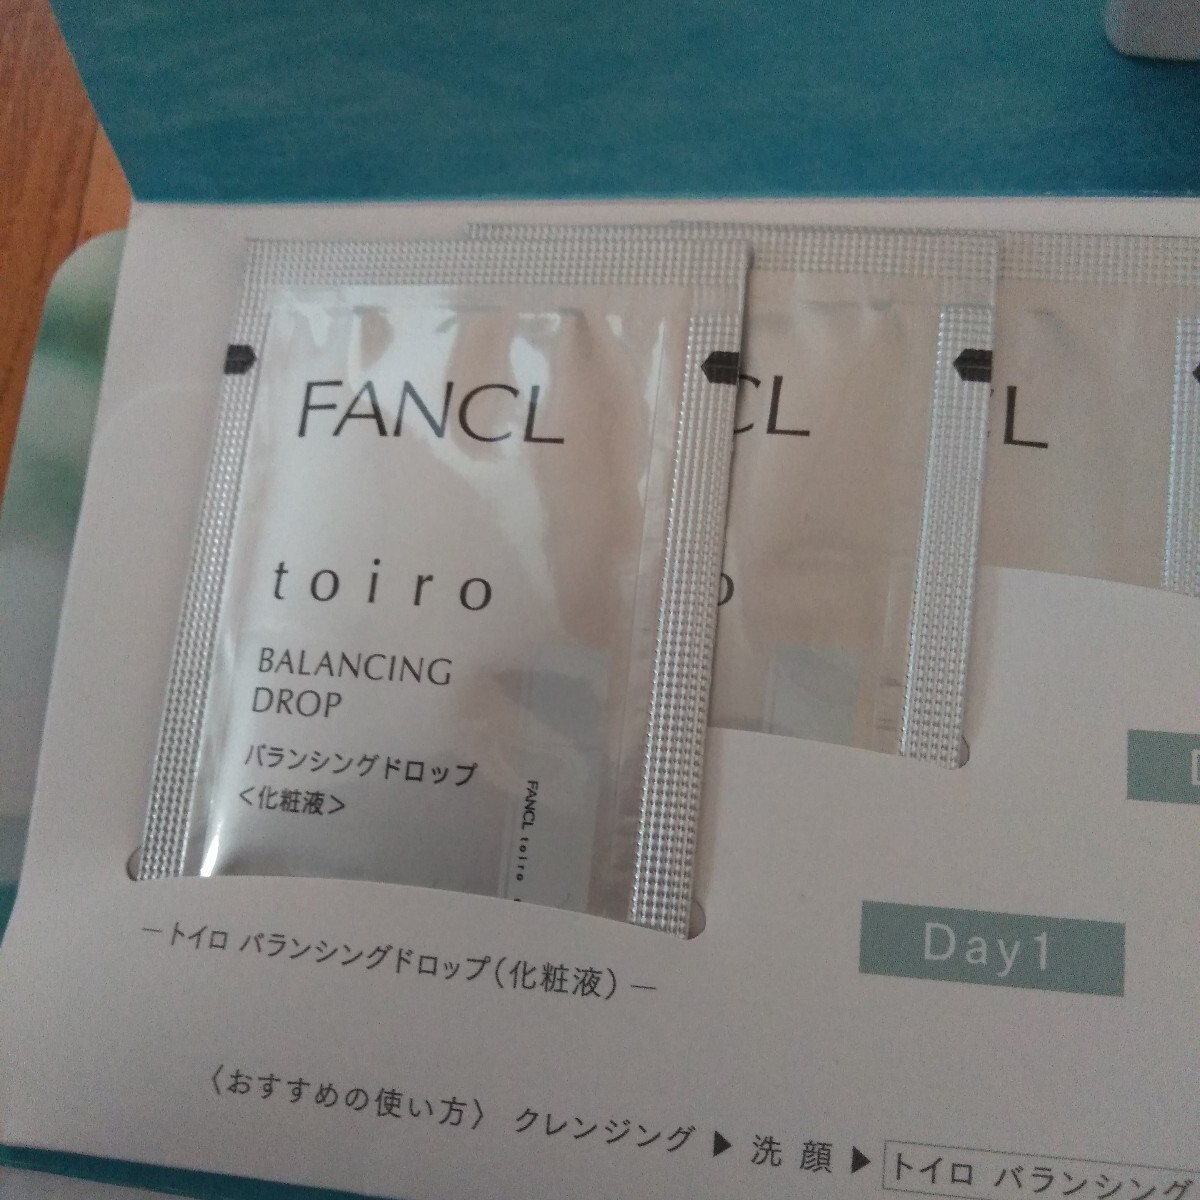 FANCL
CL
CL
toiro
o
BALANCING
DROP
バランシングドロップ
<化粧液>
FANCL toiro
Day1
―トイロ バランシングドロップ(化粧液)―
〈おすすめの使い方〉 クレンジング ▶ 洗顔 ▶ トイロ バランシング